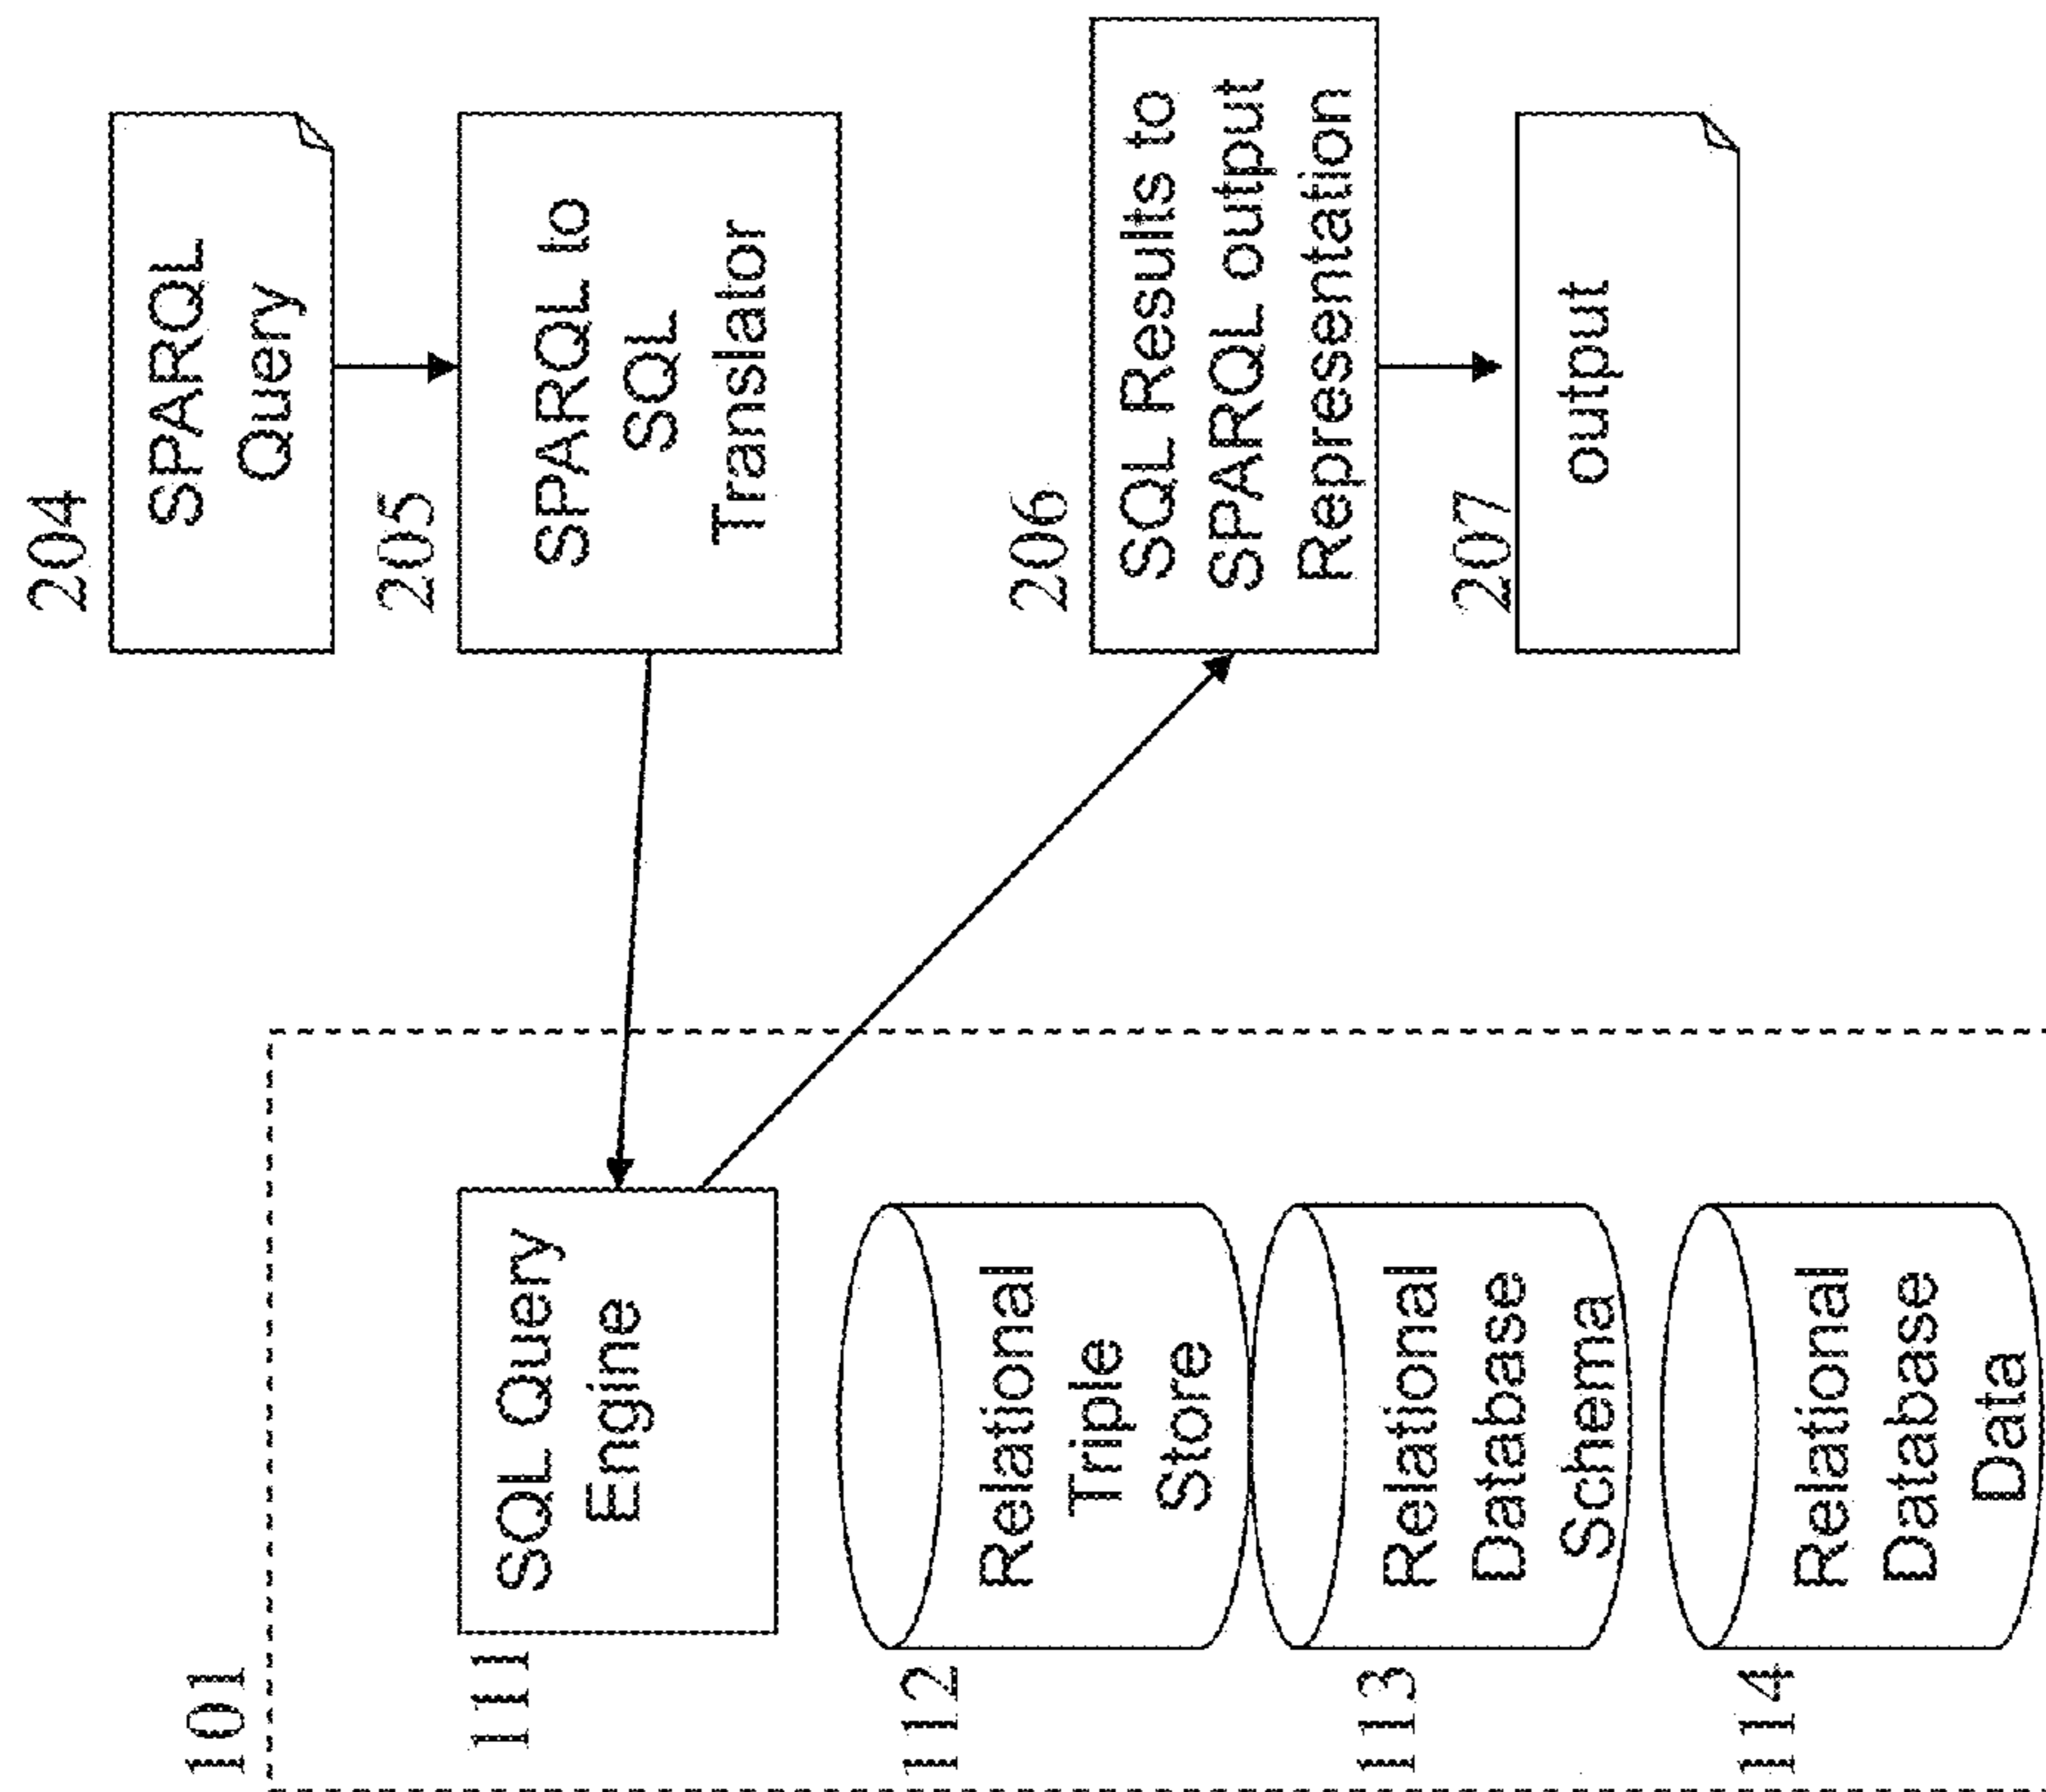 101
111
SQL Query
Engine
112
Relational
Triple
Store
113
Relational
Database
Schema
114
Relational
Database
Data
204
SPARQL
Query
205
SPARQL to
SQL
Translator
206
SQL Results to
SPARQL output
Representation
207
output